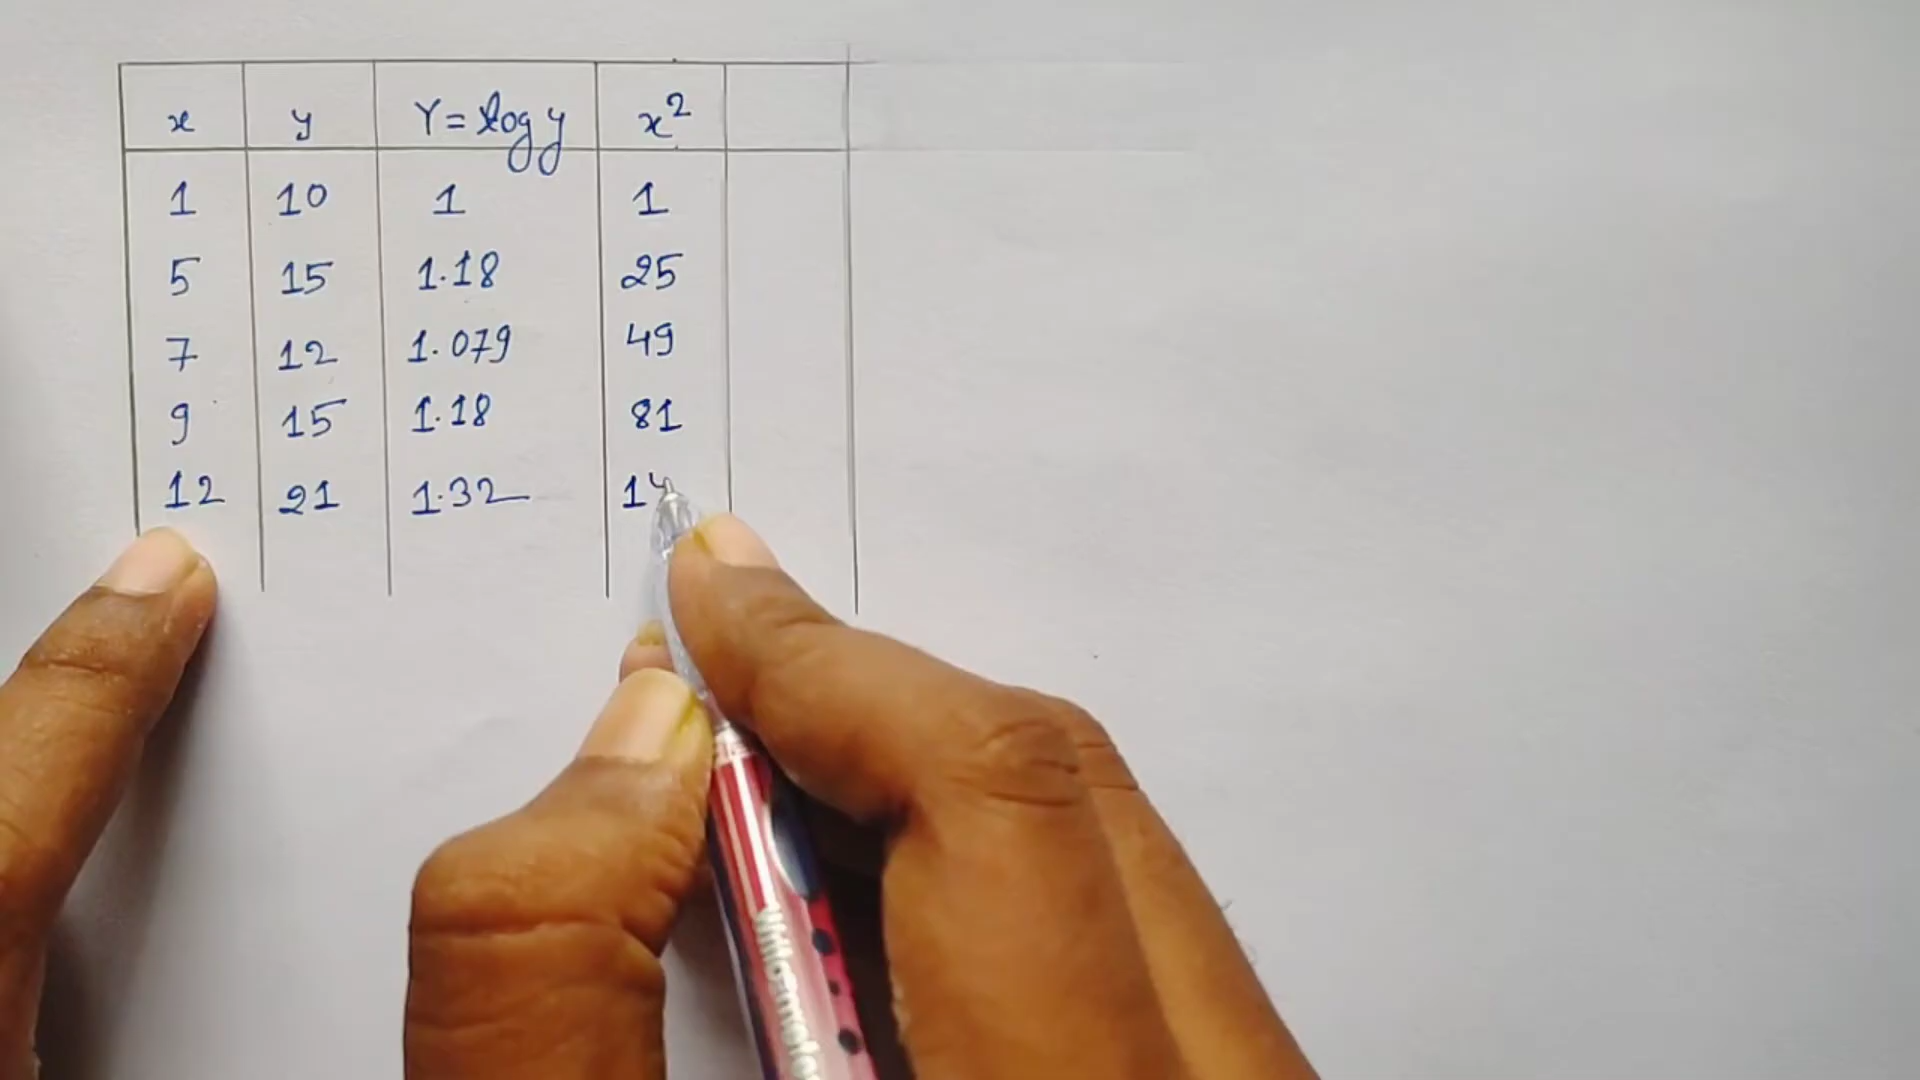 x y Y = log y x²
1 10 1 1
5 15 1.18 25
7 12 1.079 49
9 15 1.18 81
12 21 1.32 14